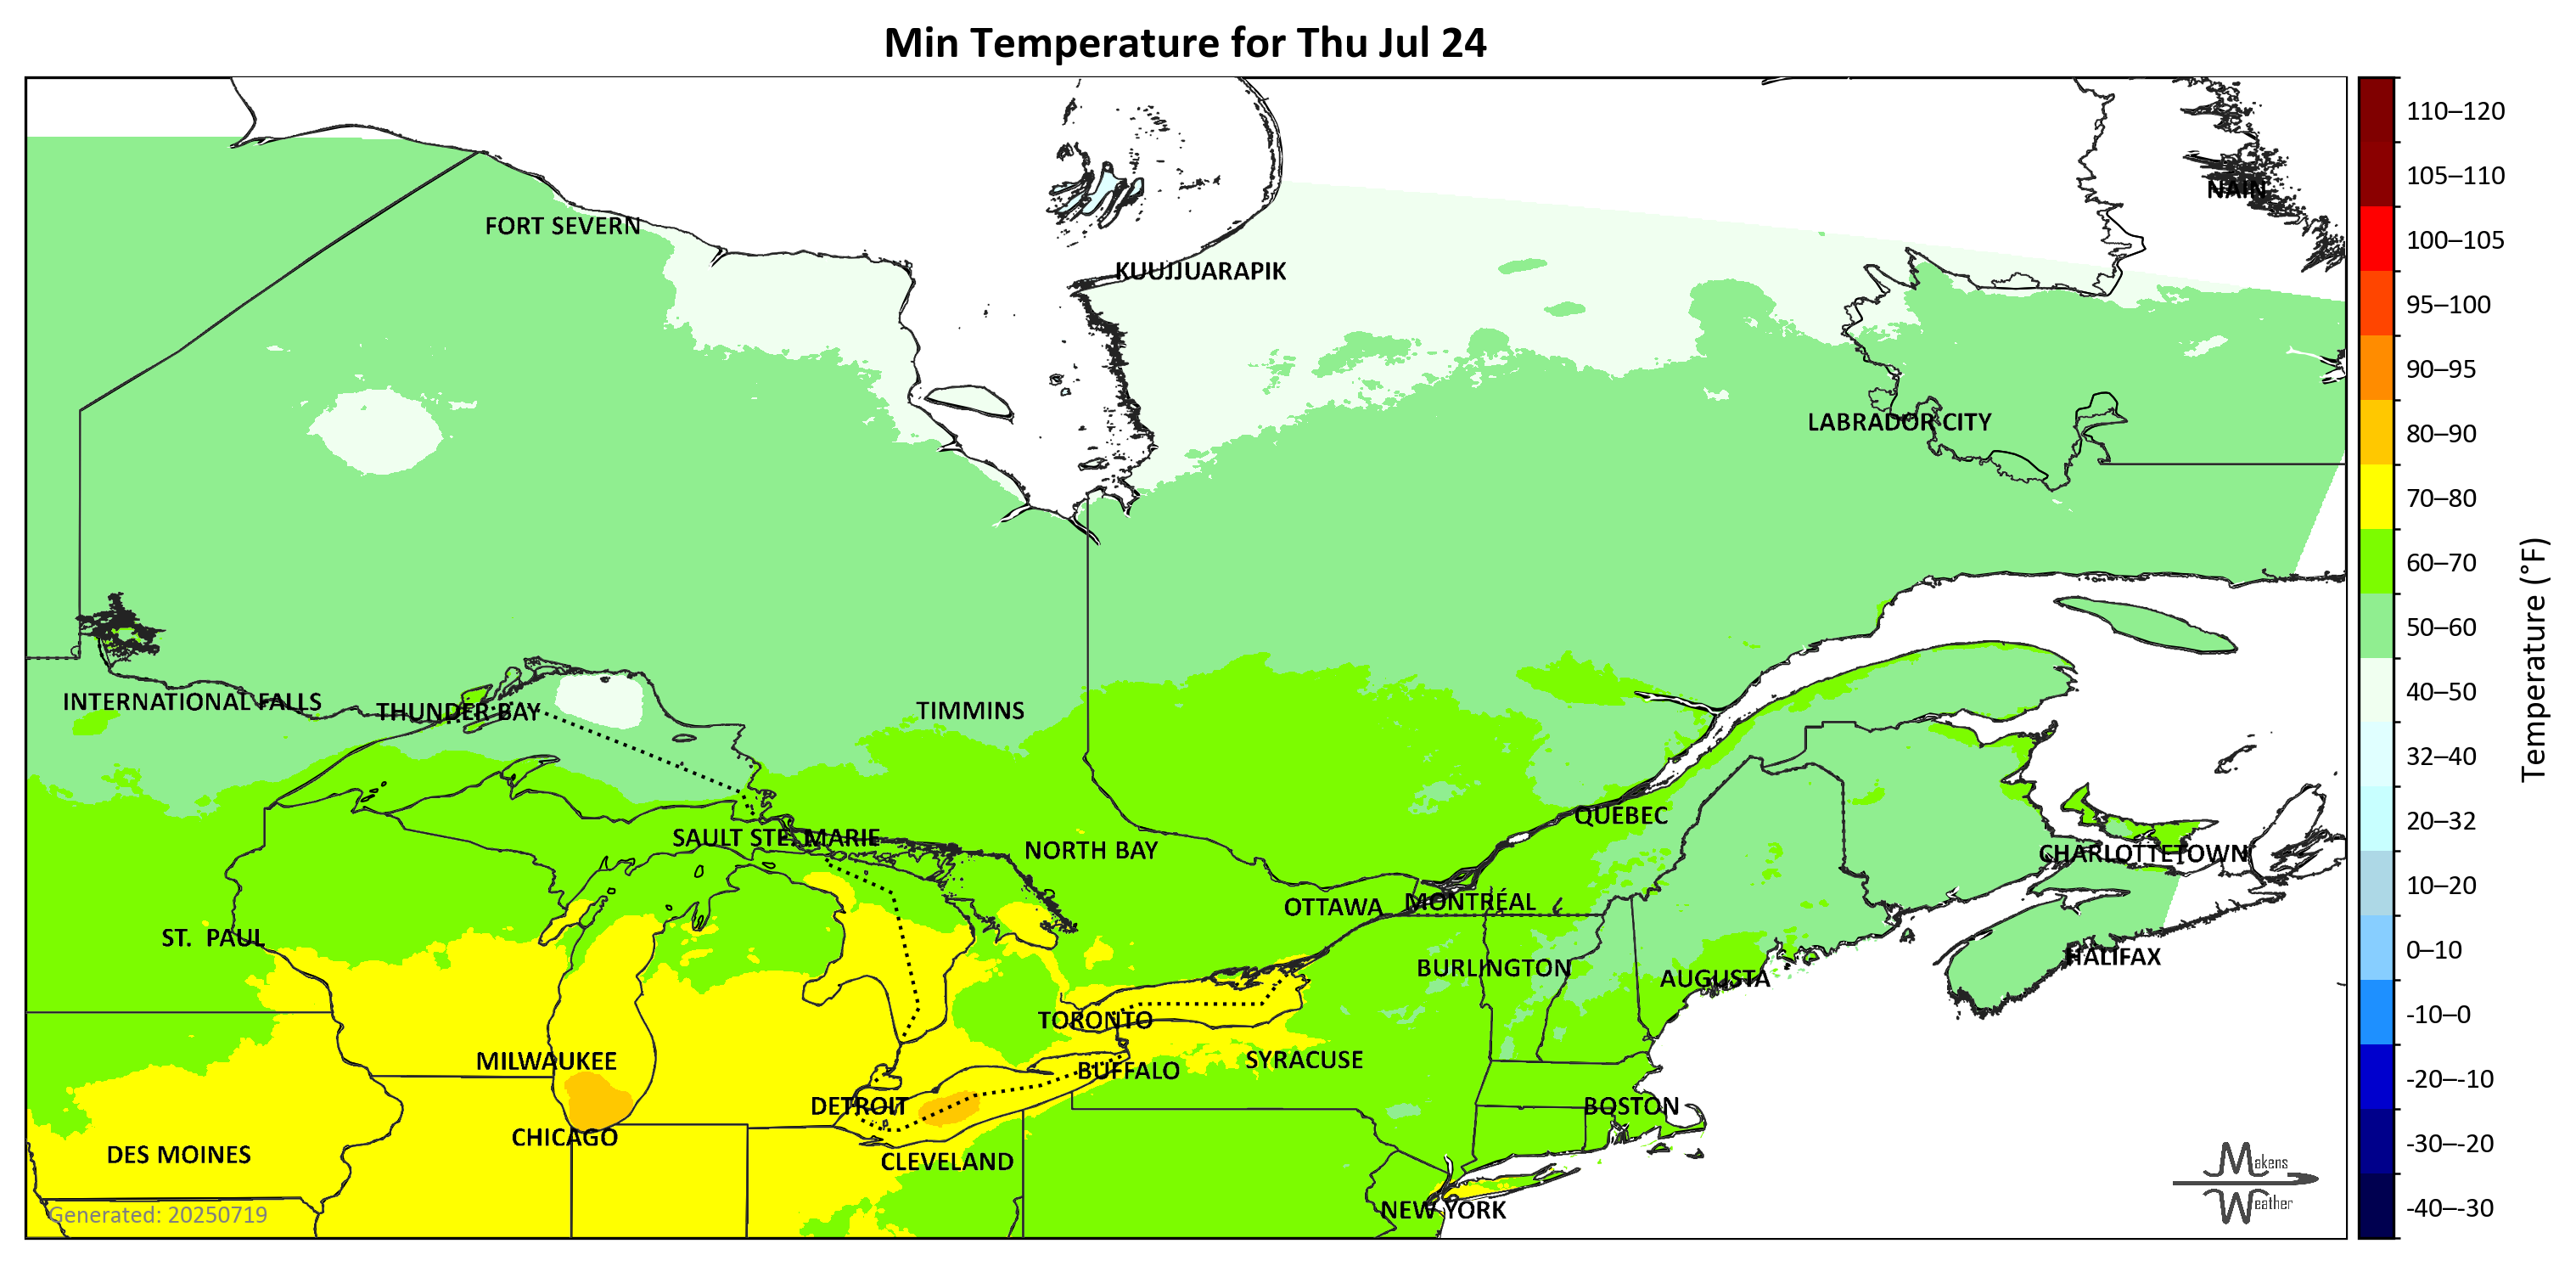 Min Temperature for Thu Jul 24
NAIN
FORT SEVERN
KUUJJUARAPIK
LABRADOR CITY
INTERNATIONAL FALLS
THUNDER BAY
TIMMINS
QUÉBEC
SAULT STE. MARIE
NORTH BAY
CHARLOTTETOWN
OTTAWA
MONTRÉAL
ST. PAUL
HALIFAX
BURLINGTON
AUGUSTA
TORONTO
MILWAUKEE
SYRACUSE
BUFFALO
DETROIT
BOSTON
CHICAGO
DES MOINES
CLEVELAND
NEW YORK
Generated: 20250719
Makens
Weather
110–120
105–110
100–105
95–100
90–95
80–90
70–80
60–70
50–60
40–50
32–40
20–32
10–20
0–10
-10–0
-20–-10
-30–-20
-40–-30
Temperature (°F)